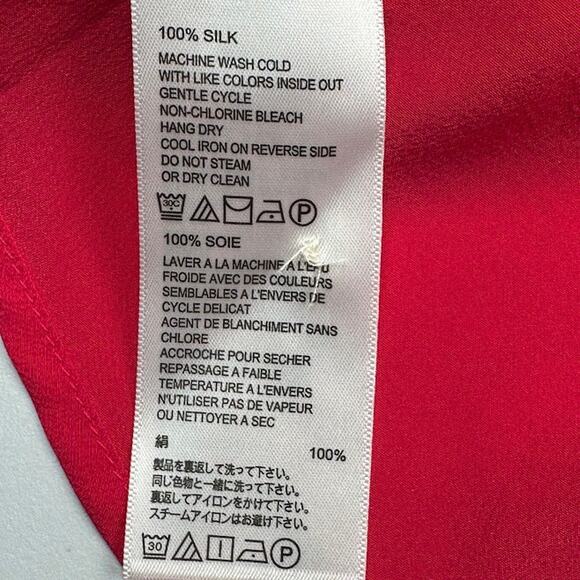 100% SILK
MACHINE WASH COLD
WITH LIKE COLORS INSIDE OUT
GENTLE CYCLE
NON-CHLORINE BLEACH
HANG DRY
COOL IRON ON REVERSE SIDE
DO NOT STEAM
OR DRY CLEAN
30C P
100% SOIE
LAVER A LA MACHINE A L'EAU
FROIDE AVEC DES COULEURS
SEMBLABLES A L'ENVERS DE
CYCLE DELICAT
AGENT DE BLANCHIMENT SANS
CHLORE
ACCROCHE POUR SECHER
REPASSAGE A FAIBLE
TEMPERATURE A L'ENVERS
N'UTILISER PAS DE VAPEUR
OU NETTOYER A SEC
絹 100%
製品を裏返して洗って下さい。
同じ色物と一緒に洗って下さい。
裏返してアイロンをかけて下さい。
スチームアイロンはお避け下さい。
30 P